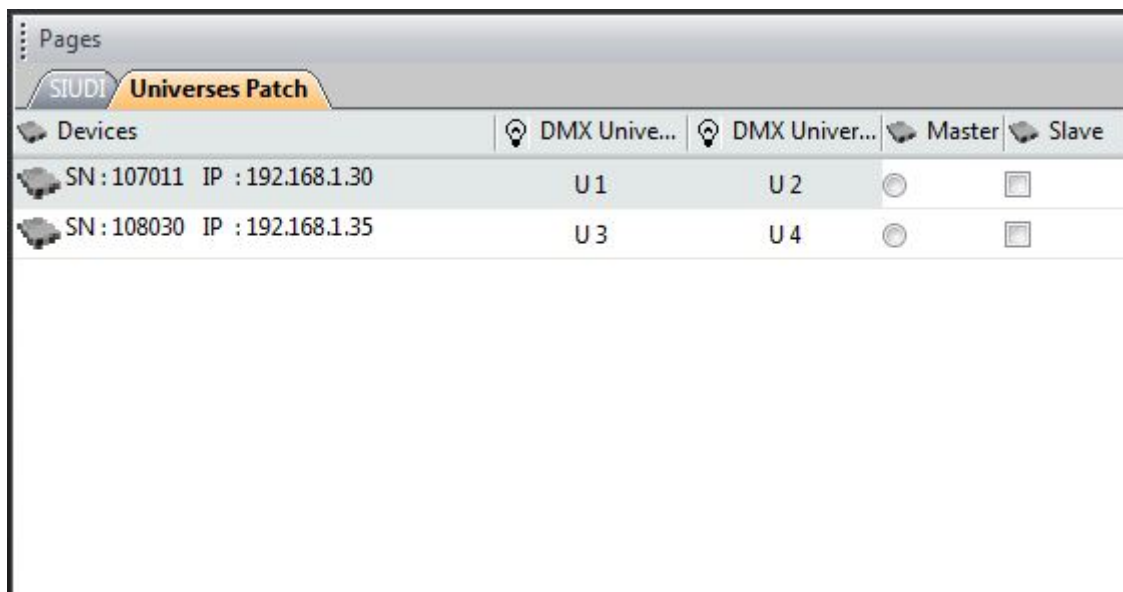 Pages
SIUDI Universes Patch
Devices DMX Unive... DMX Univer... Master Slave
SN : 107011 IP : 192.168.1.30 U 1 U 2
SN : 108030 IP : 192.168.1.35 U 3 U 4